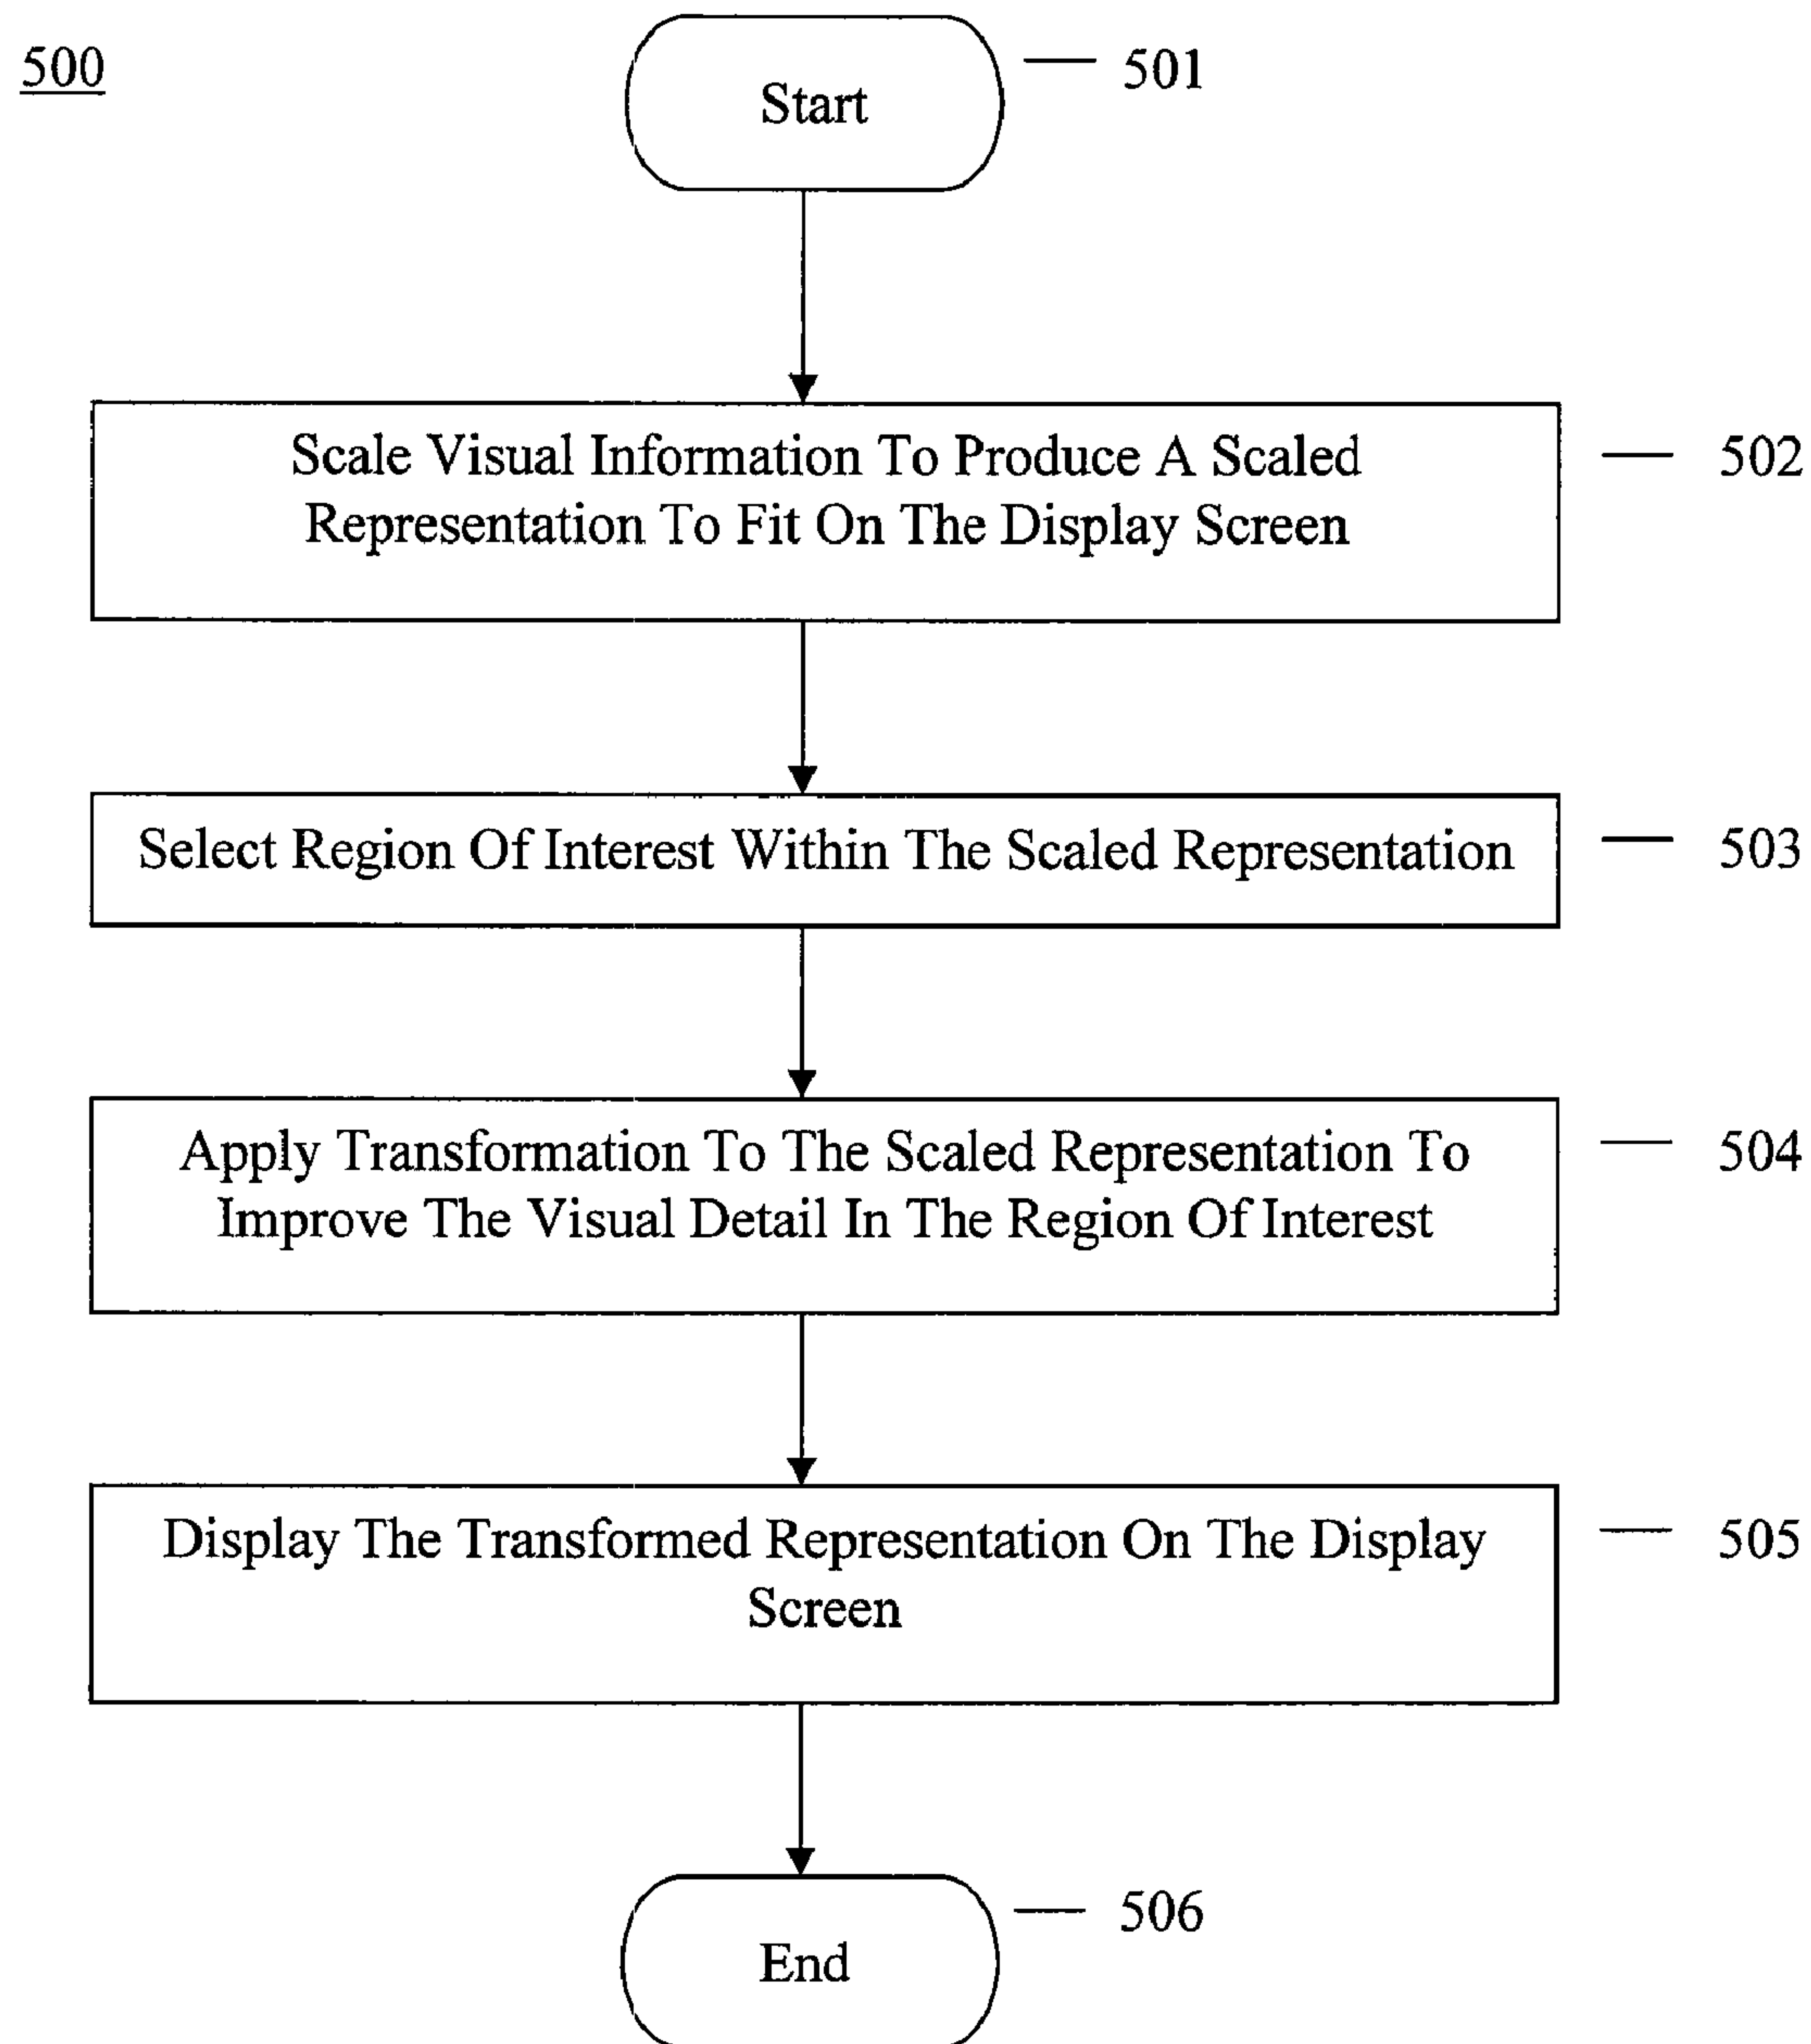 500
501
Start
Scale Visual Information To Produce A Scaled
Representation To Fit On The Display Screen
502
Select Region Of Interest Within The Scaled Representation
503
Apply Transformation To The Scaled Representation To
Improve The Visual Detail In The Region Of Interest
504
Display The Transformed Representation On The Display
Screen
505
506
End